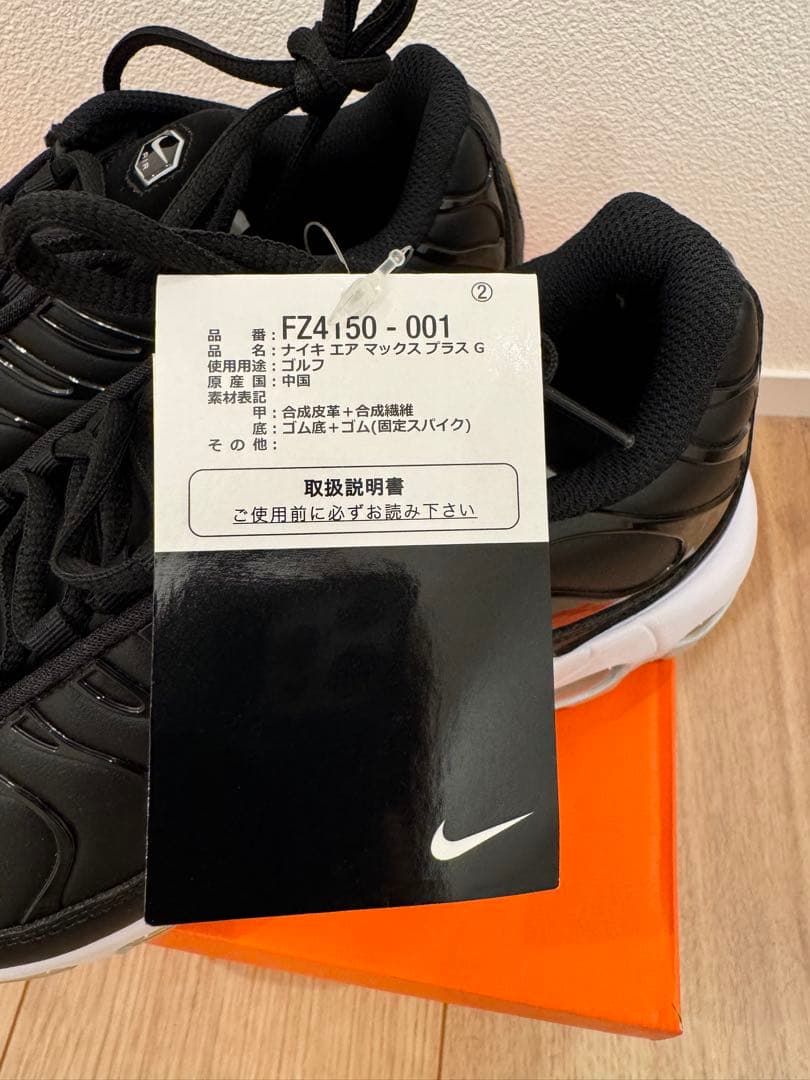 AIR
②
品番：FZ4150 - 001
品名：ナイキ エア マックス プラス G
使用用途：ゴルフ
原産国：中国
素材表記
甲：合成皮革＋合成繊維
底：ゴム底＋ゴム(固定スパイク)
その他：
取扱説明書
ご使用前に必ずお読み下さい